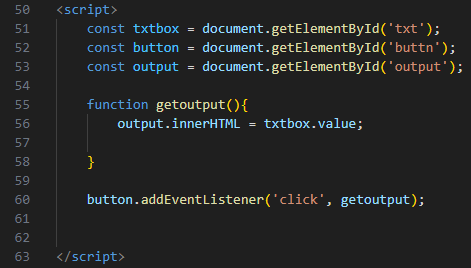 50 <script>
51 const txtbox = document.getElementById('txt');
52 const button = document.getElementById('buttn');
53 const output = document.getElementById('output');
54
55 function getoutput(){
56 output.innerHTML = txtbox.value;
57
58 }
59
60 button.addEventListener('click', getoutput);
61
62
63 </script>